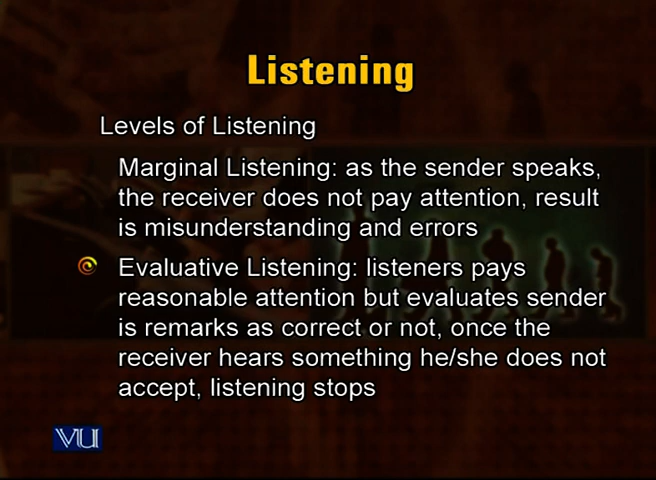 Listening
Levels of Listening
Marginal Listening: as the sender speaks,
the receiver does not pay attention, result
is misunderstanding and errors
Evaluative Listening: listeners pays
reasonable attention but evaluates sender
is remarks as correct or not, once the
receiver hears something he/she does not
accept, listening stops
VU